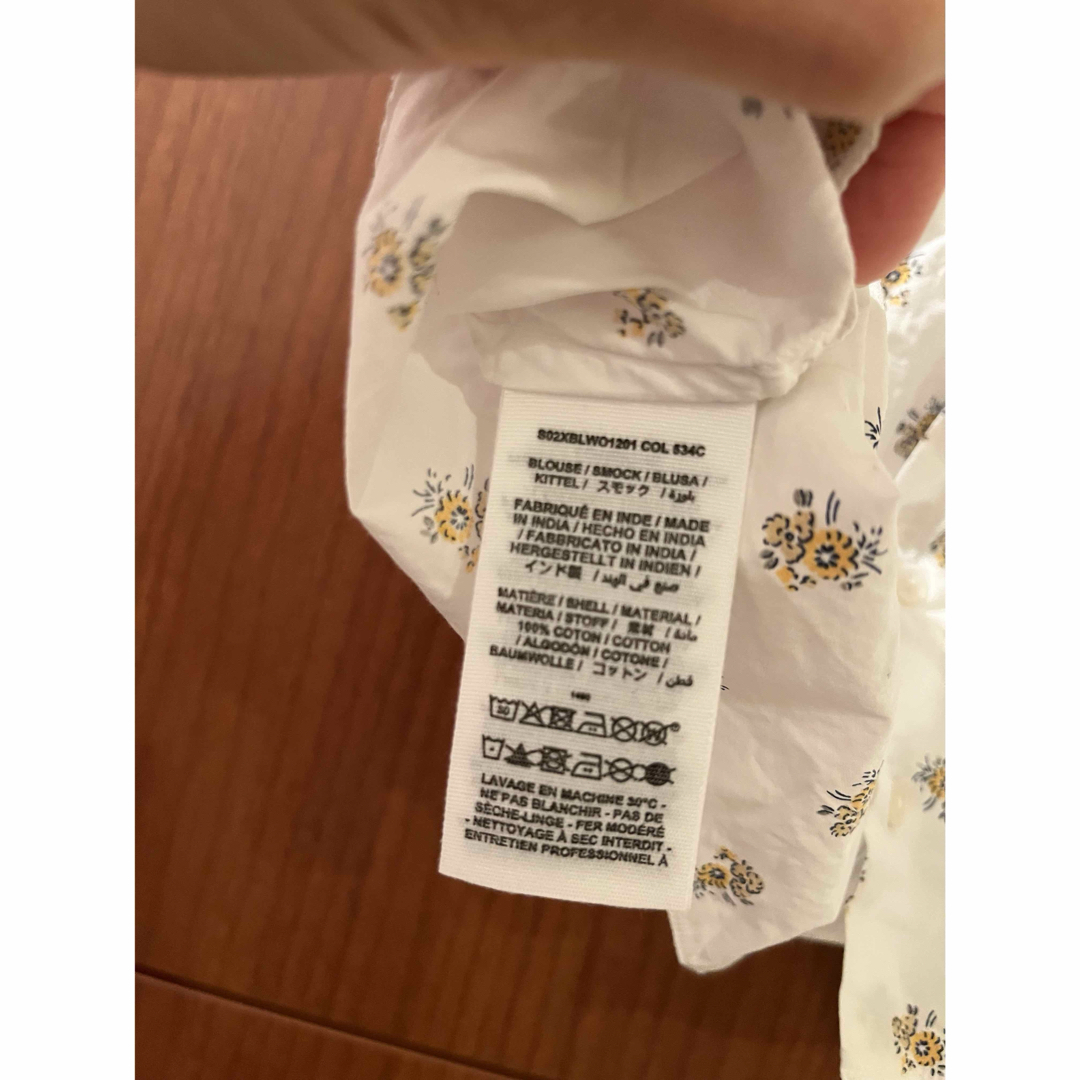 S02XBLWO1201 COL 534C
BLOUSE / SMOCK / BLUSA /
KITTEL / スモック / بلوزة /
FABRIQUÉ EN INDE / MADE
IN INDIA / HECHO EN INDIA
/ FABBRICATO IN INDIA /
HERGESTELLT IN INDIEN /
インド製 / صنع في الهند /
MATIÈRE / SHELL / MATERIAL /
MATERIA / STOFF / 素材 / مادة /
100% COTON / COTTON
/ ALGODÓN / COTONE /
BAUMWOLLE / コットン / قطن /
1490
30
LAVAGE EN MACHINE 30°C -
NE PAS BLANCHIR - PAS DE
SÈCHE-LINGE - FER MODÉRÉ
- NETTOYAGE À SEC INTERDIT -
ENTRETIEN PROFESSIONNEL À